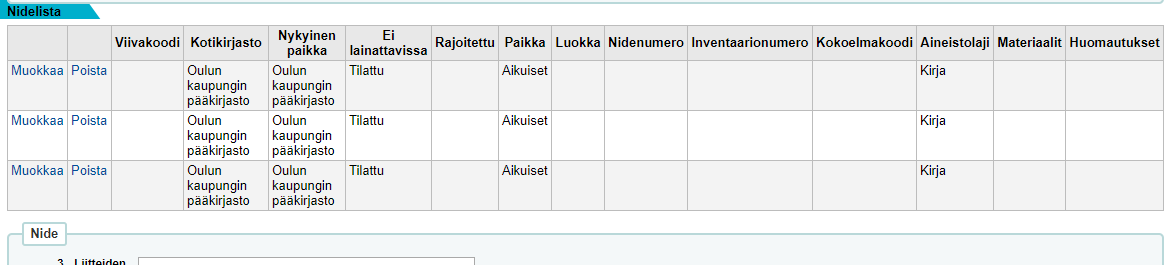 Nidelista
Viivakoodi Kotikirjasto Nykyinen paikka Ei lainattavissa Rajoitettu Paikka Luokka Nidenumero Inventaarionumero Kokoelmakoodi Aineistolaji Materiaalit Huomautukset
Muokkaa Poista Oulun kaupungin pääkirjasto Oulun kaupungin pääkirjasto Tilattu Aikuiset Kirja
Muokkaa Poista Oulun kaupungin pääkirjasto Oulun kaupungin pääkirjasto Tilattu Aikuiset Kirja
Muokkaa Poista Oulun kaupungin pääkirjasto Oulun kaupungin pääkirjasto Tilattu Aikuiset Kirja
Nide
3. Liitteiden